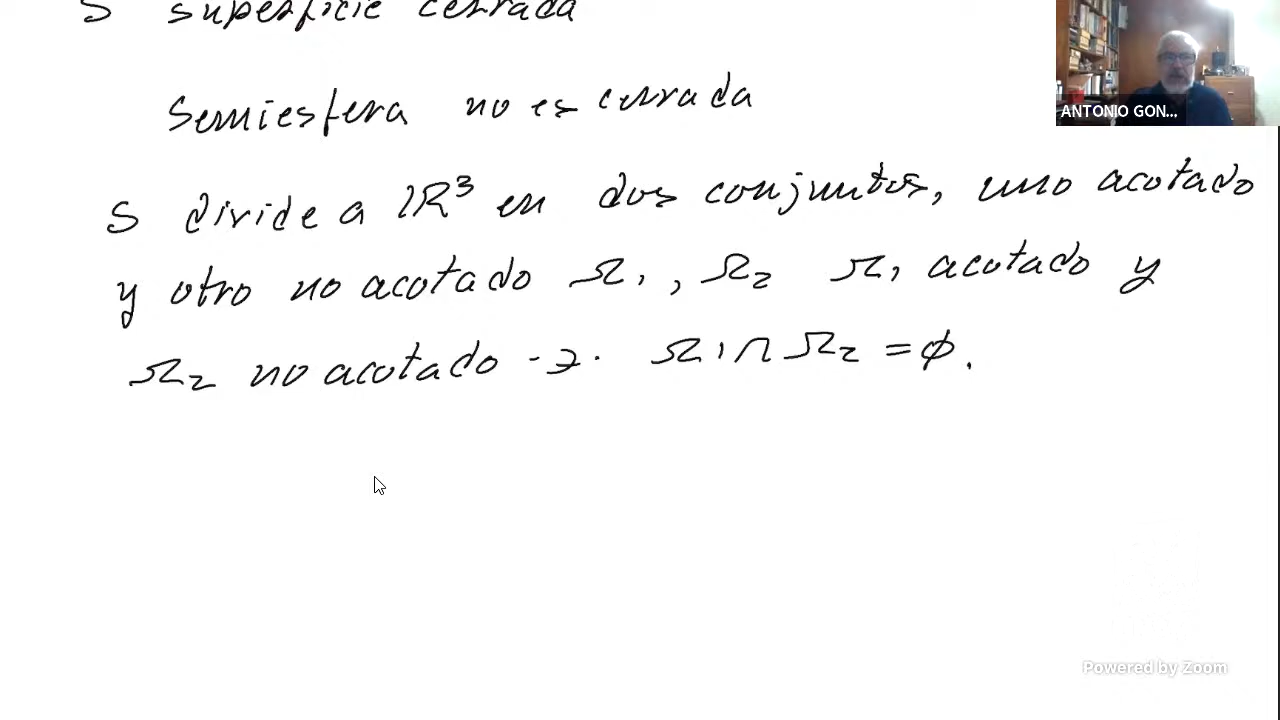 S superficie cerrada
Semiesfera no es cerrada
S divide a ℝ³ en dos conjuntos, uno acotado
y otro no acotado Ω₁, Ω₂ Ω₁ acotado y
Ω₂ no acotado ·∋· Ω₁∩Ω₂ = ϕ.
ANTONIO GON...
Powered by Zoom